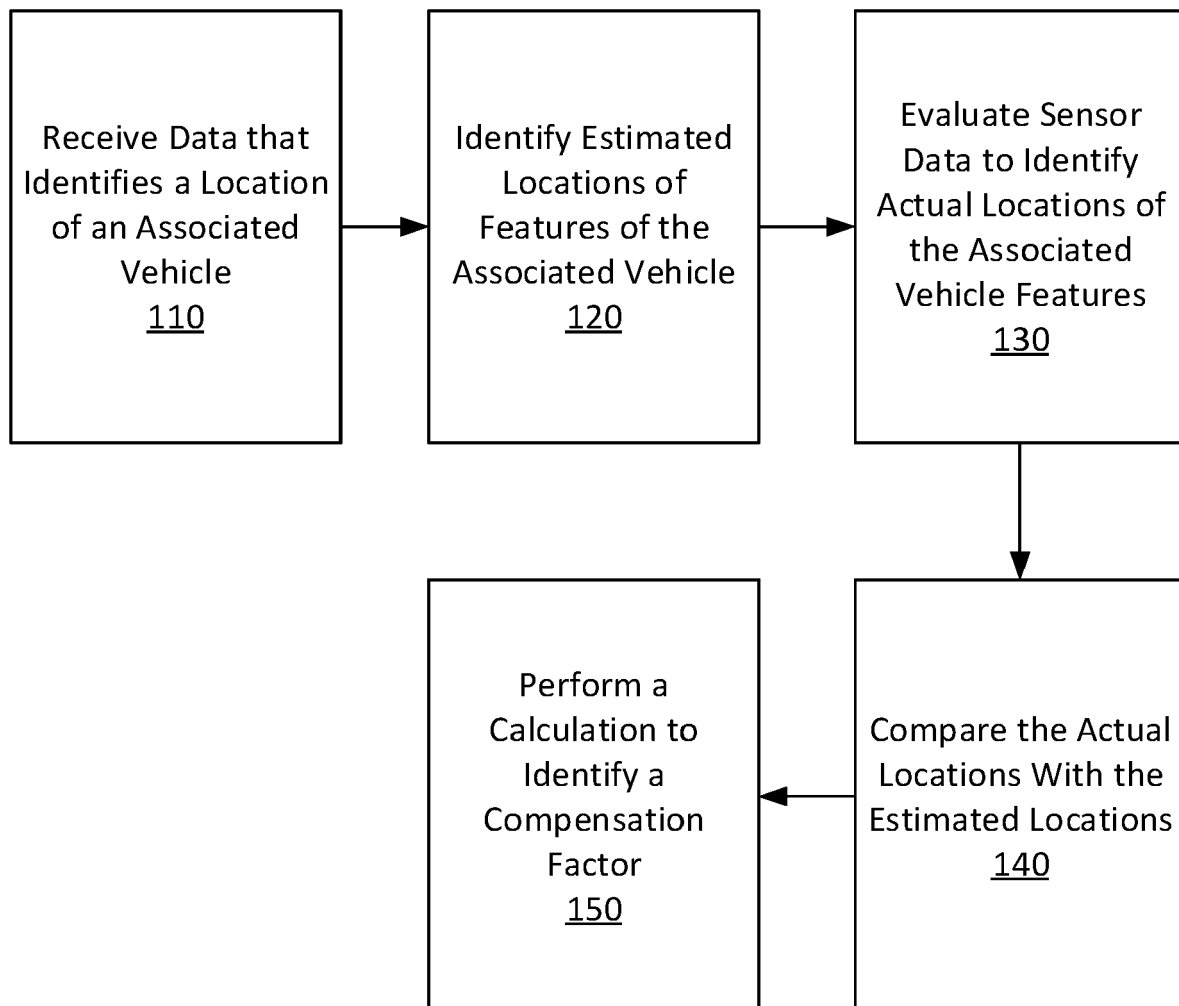 Receive Data that
Identifies a Location
of an Associated
Vehicle
110
Identify Estimated
Locations of
Features of the
Associated Vehicle
120
Evaluate Sensor
Data to Identify
Actual Locations of
the Associated
Vehicle Features
130
Compare the Actual
Locations With the
Estimated Locations
140
Perform a
Calculation to
Identify a
Compensation
Factor
150